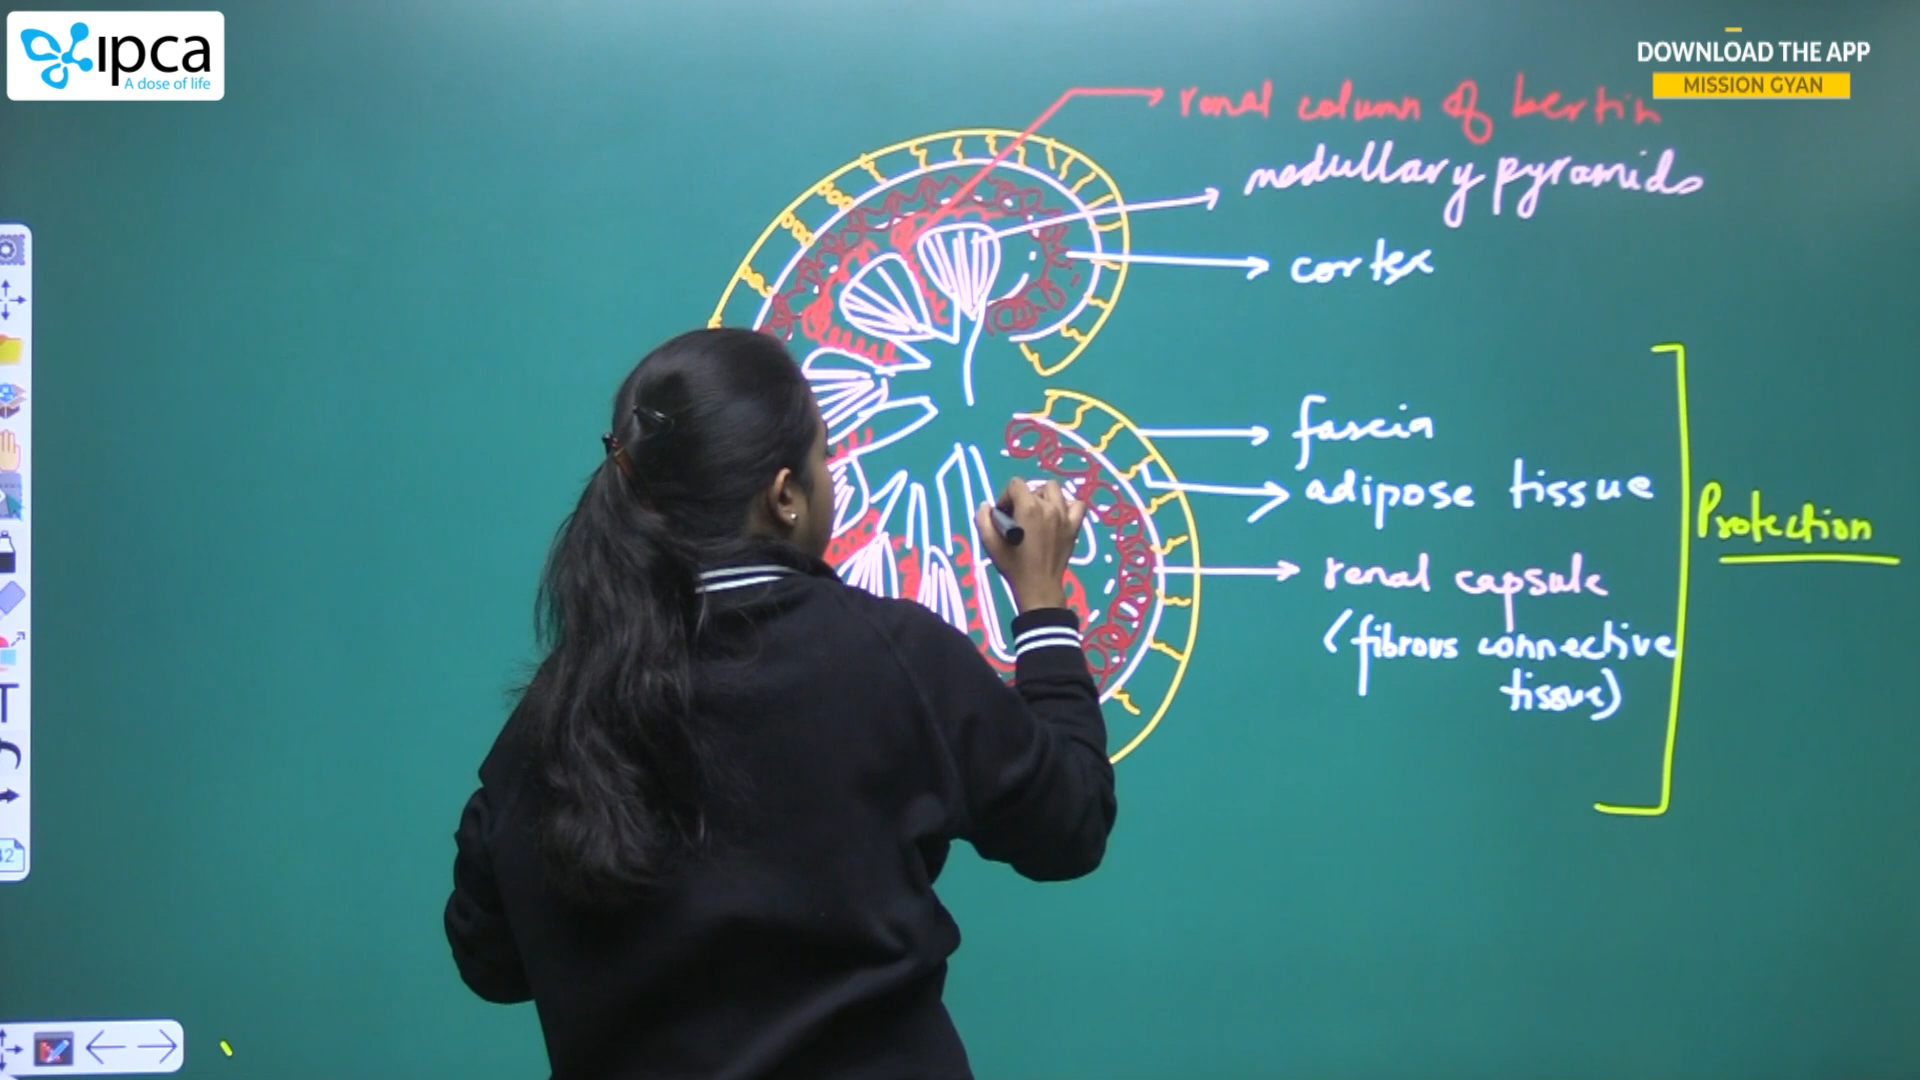 ipca
A dose of life
DOWNLOAD THE APP
MISSION GYAN
renal column of bertin
medullary pyramids
cortex
fascia
adipose tissue
renal capsule
(fibrous connective
tissue)
Protection
T